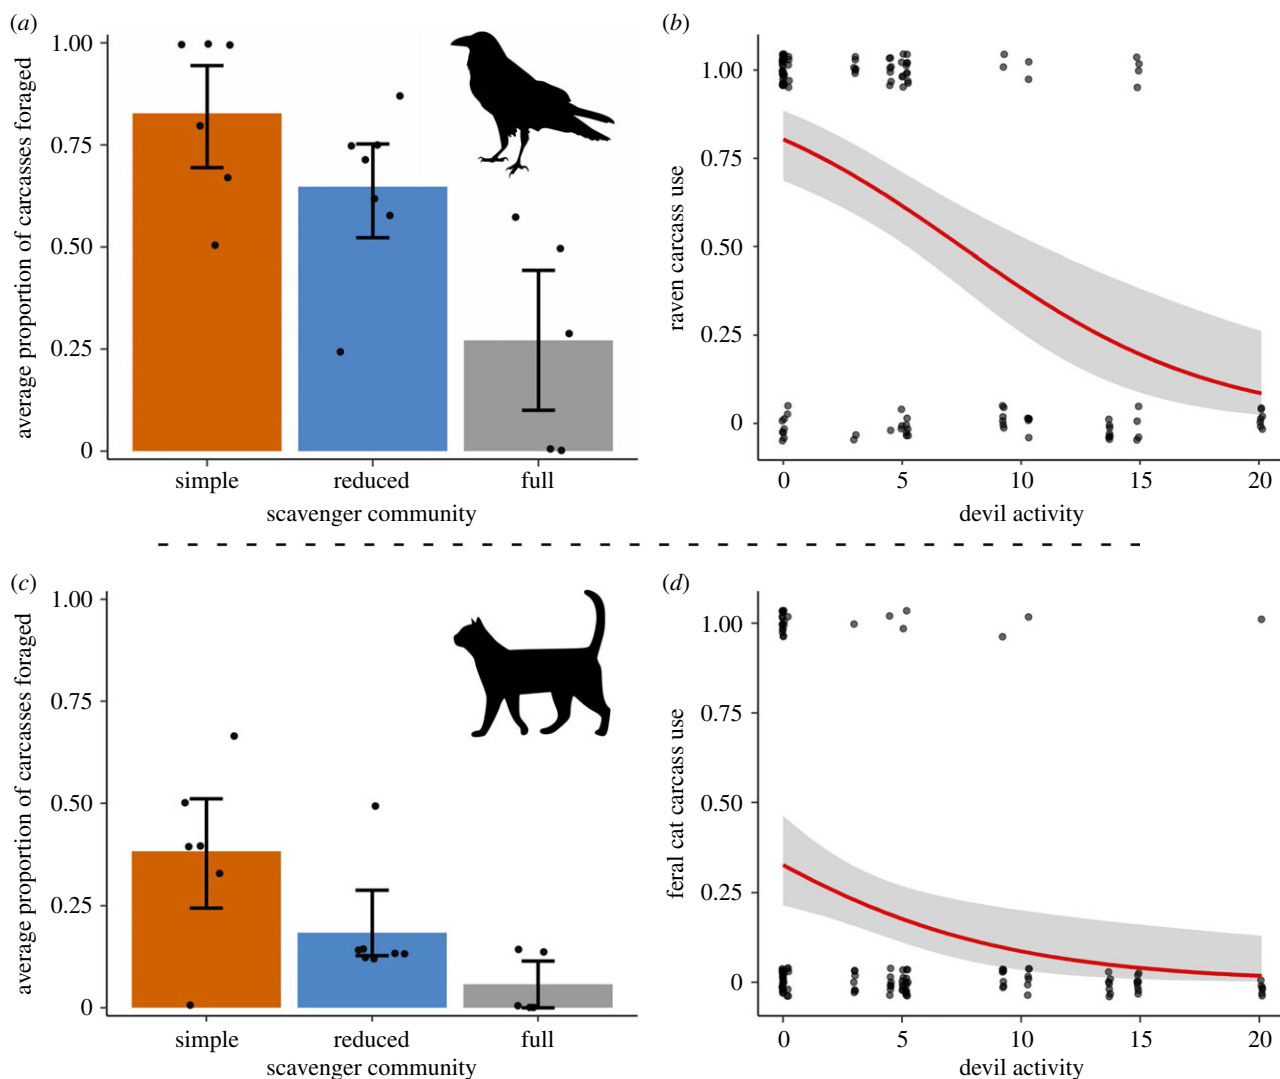 (a)
average proportion of carcasses foraged
1.00
0.75
0.50
0.25
0
simple reduced full
scavenger community
(b)
raven carcass use
1.00
0.75
0.50
0.25
0
0 5 10 15 20
devil activity
(c)
average proportion of carcasses foraged
1.00
0.75
0.50
0.25
0
simple reduced full
scavenger community
(d)
feral cat carcass use
1.00
0.75
0.50
0.25
0
0 5 10 15 20
devil activity